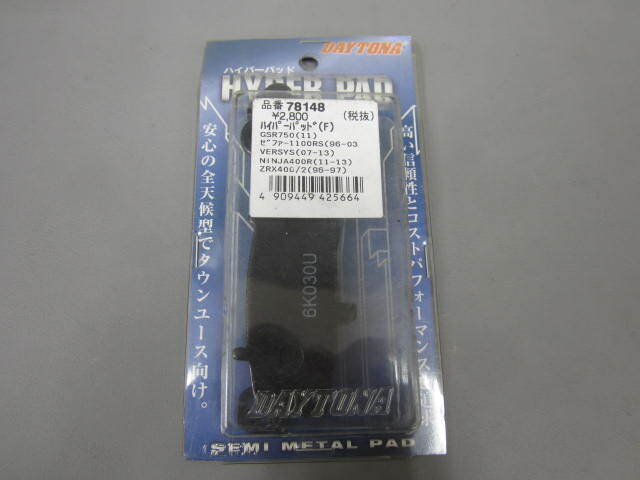 DAYTONA
ハイパーパッド
HYPER PAD
品番 78148
¥2,800 (税抜)
ﾊｲﾊﾟｰﾊﾟｯﾄﾞ(F)
GSR750(11)
ｾﾞﾌｧｰ1100RS(96-03
VERSYS(07-13)
NINJA400R(11-13)
ZRX400/2(96-97)
4 909449 425664
高い信頼性とコストパフォーマンス
安心の全天候型でタウンユース向け。
6K030U
DAYTONA
SEMI METAL PAD